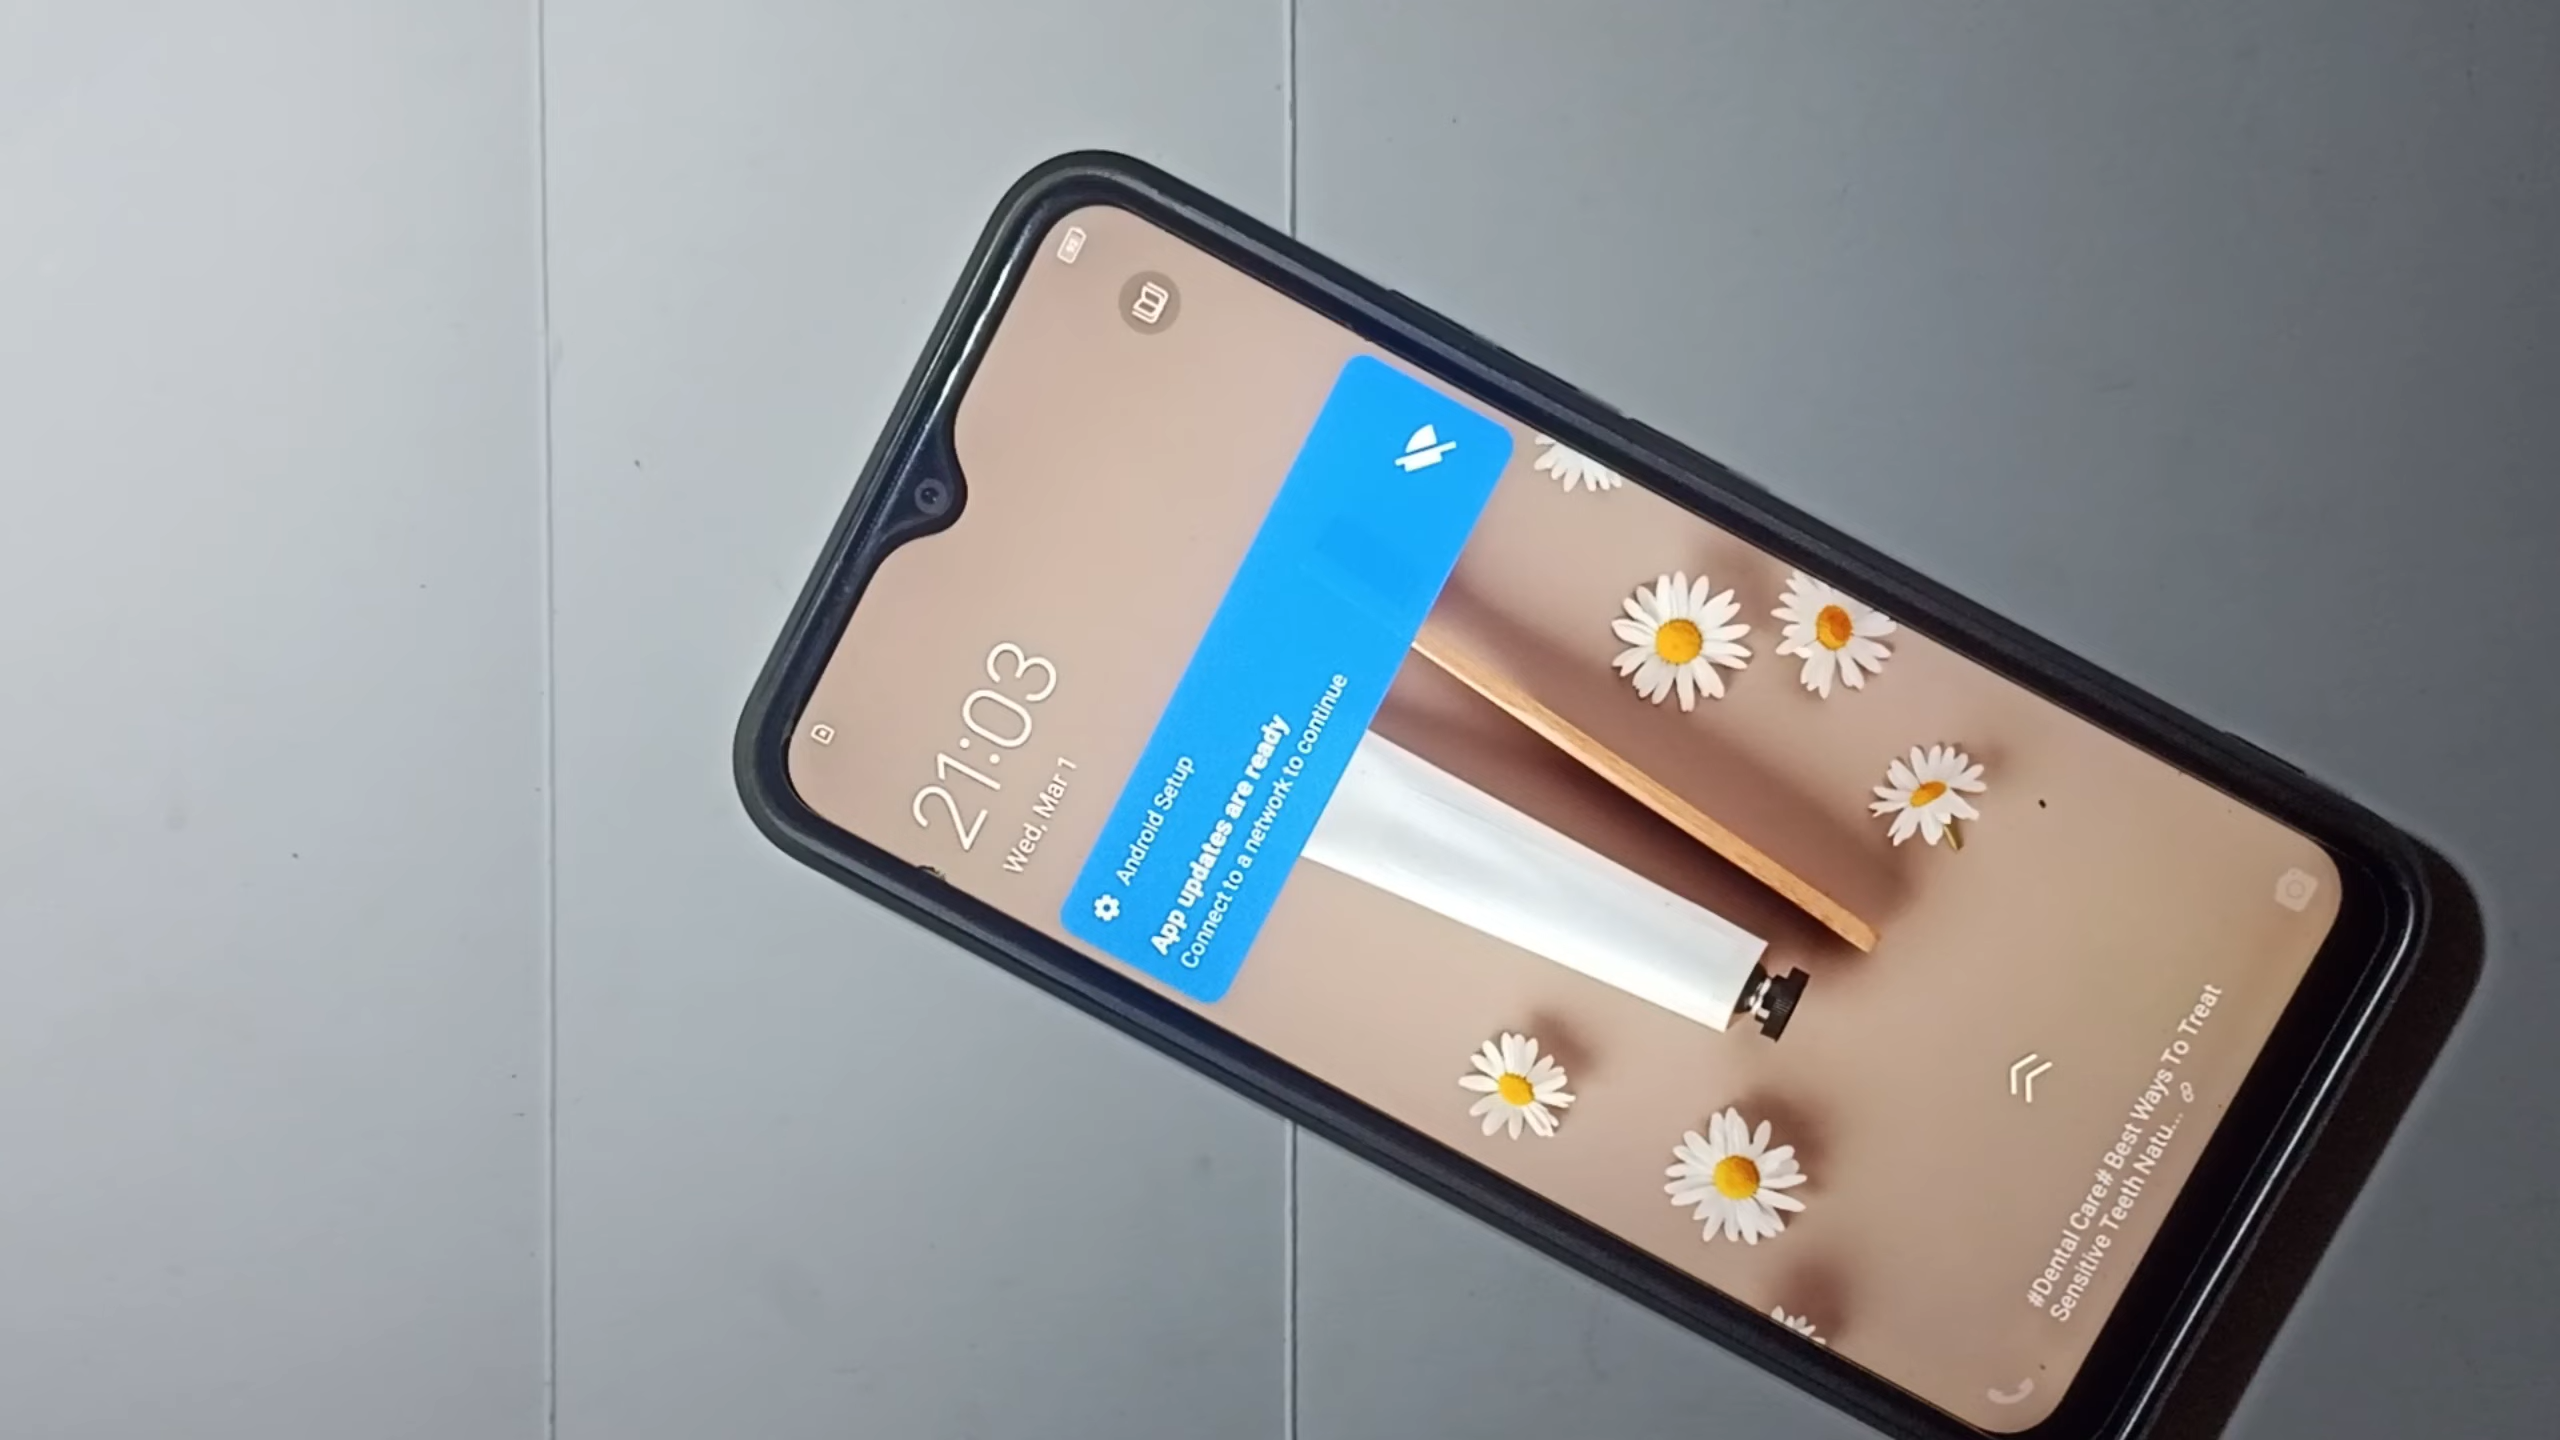 21:03
Wed, Mar 1
Android Setup
App updates are ready
Connect to a network to continue
#Dental Care# Best Ways To Treat
Sensitive Teeth Natu...